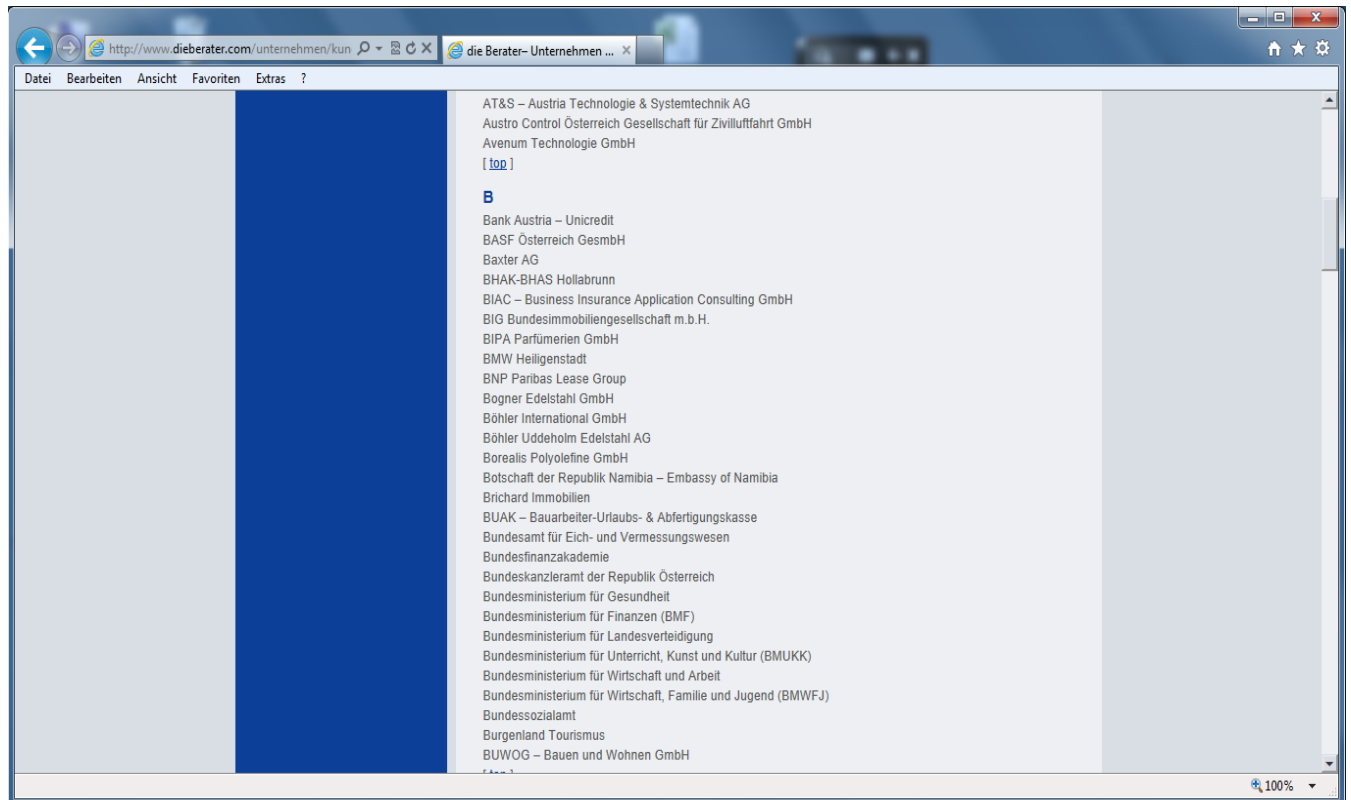 http://www.dieberater.com/unternehmen/kun
die Berater– Unternehmen ...
Datei Bearbeiten Ansicht Favoriten Extras ?
AT&S – Austria Technologie & Systemtechnik AG
Austro Control Österreich Gesellschaft für Zivilluftfahrt GmbH
Avenum Technologie GmbH
[ top ]
B
Bank Austria – Unicredit
BASF Österreich GesmbH
Baxter AG
BHAK-BHAS Hollabrunn
BIAC – Business Insurance Application Consulting GmbH
BIG Bundesimmobiliengesellschaft m.b.H.
BIPA Parfümerien GmbH
BMW Heiligenstadt
BNP Paribas Lease Group
Bogner Edelstahl GmbH
Böhler International GmbH
Böhler Uddeholm Edelstahl AG
Borealis Polyolefine GmbH
Botschaft der Republik Namibia – Embassy of Namibia
Brichard Immobilien
BUAK – Bauarbeiter-Urlaubs- & Abfertigungskasse
Bundesamt für Eich- und Vermessungswesen
Bundesfinanzakademie
Bundeskanzleramt der Republik Österreich
Bundesministerium für Gesundheit
Bundesministerium für Finanzen (BMF)
Bundesministerium für Landesverteidigung
Bundesministerium für Unterricht, Kunst und Kultur (BMUKK)
Bundesministerium für Wirtschaft und Arbeit
Bundesministerium für Wirtschaft, Familie und Jugend (BMWFJ)
Bundessozialamt
Burgenland Tourismus
BUWOG – Bauen und Wohnen GmbH
[ top ]
100%